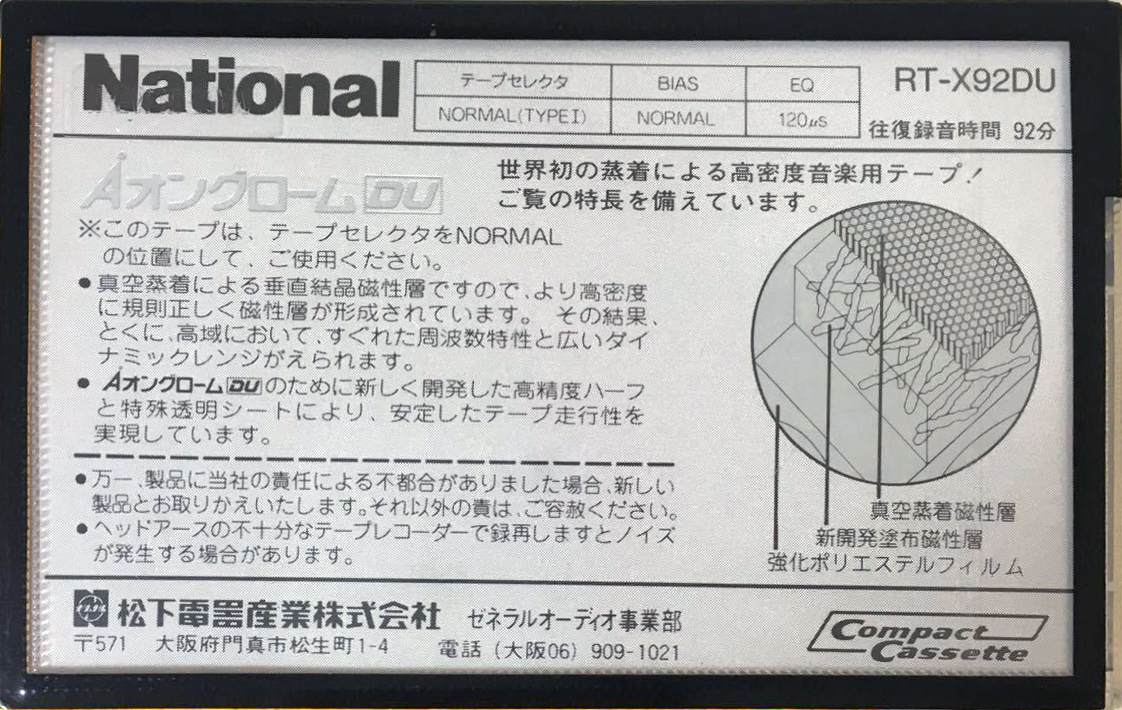 National
テープセレクタ BIAS EQ
NORMAL(TYPEⅠ) NORMAL 120μs
RT-X92DU
往復録音時間 92分
Åオングローム DU
世界初の蒸着による高密度音楽用テープ!
ご覧の特長を備えています。
※このテープは、テープセレクタをNORMAL
の位置にして、ご使用ください。
●真空蒸着による垂直結晶磁性層ですので、より高密度
に規則正しく磁性層が形成されています。 その結果、
とくに、高域において、すぐれた周波数特性と広いダイ
ナミックレンジがえられます。
●ÅオングロームDUのために新しく開発した高精度ハーフ
と特殊透明シートにより、安定したテープ走行性を
実現しています。
●万一、製品に当社の責任による不都合がありました場合、新しい
製品とお取りかえいたします。それ以外の責は、ご容赦ください。
●ヘッドアースの不十分なテープレコーダーで録再しますとノイズ
が発生する場合があります。
真空蒸着磁性層
新開発塗布磁性層
強化ポリエステルフィルム
松下電器産業株式会社 ゼネラルオーディオ事業部
〒571 大阪府門真市松生町1-4 電話(大阪06)909-1021
Compact
Cassette